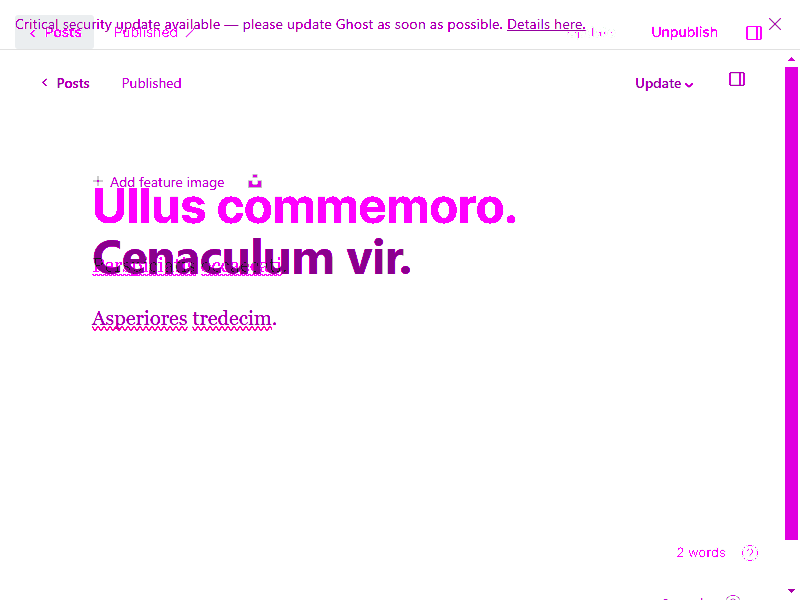 Critical security update available — please update Ghost as soon as possible. Details here.
Posts Published Unpublish
Posts Published Update
Add feature image
Ullus commemoro.
Cenaculum vir.
Asperiores tredecim.
2 words